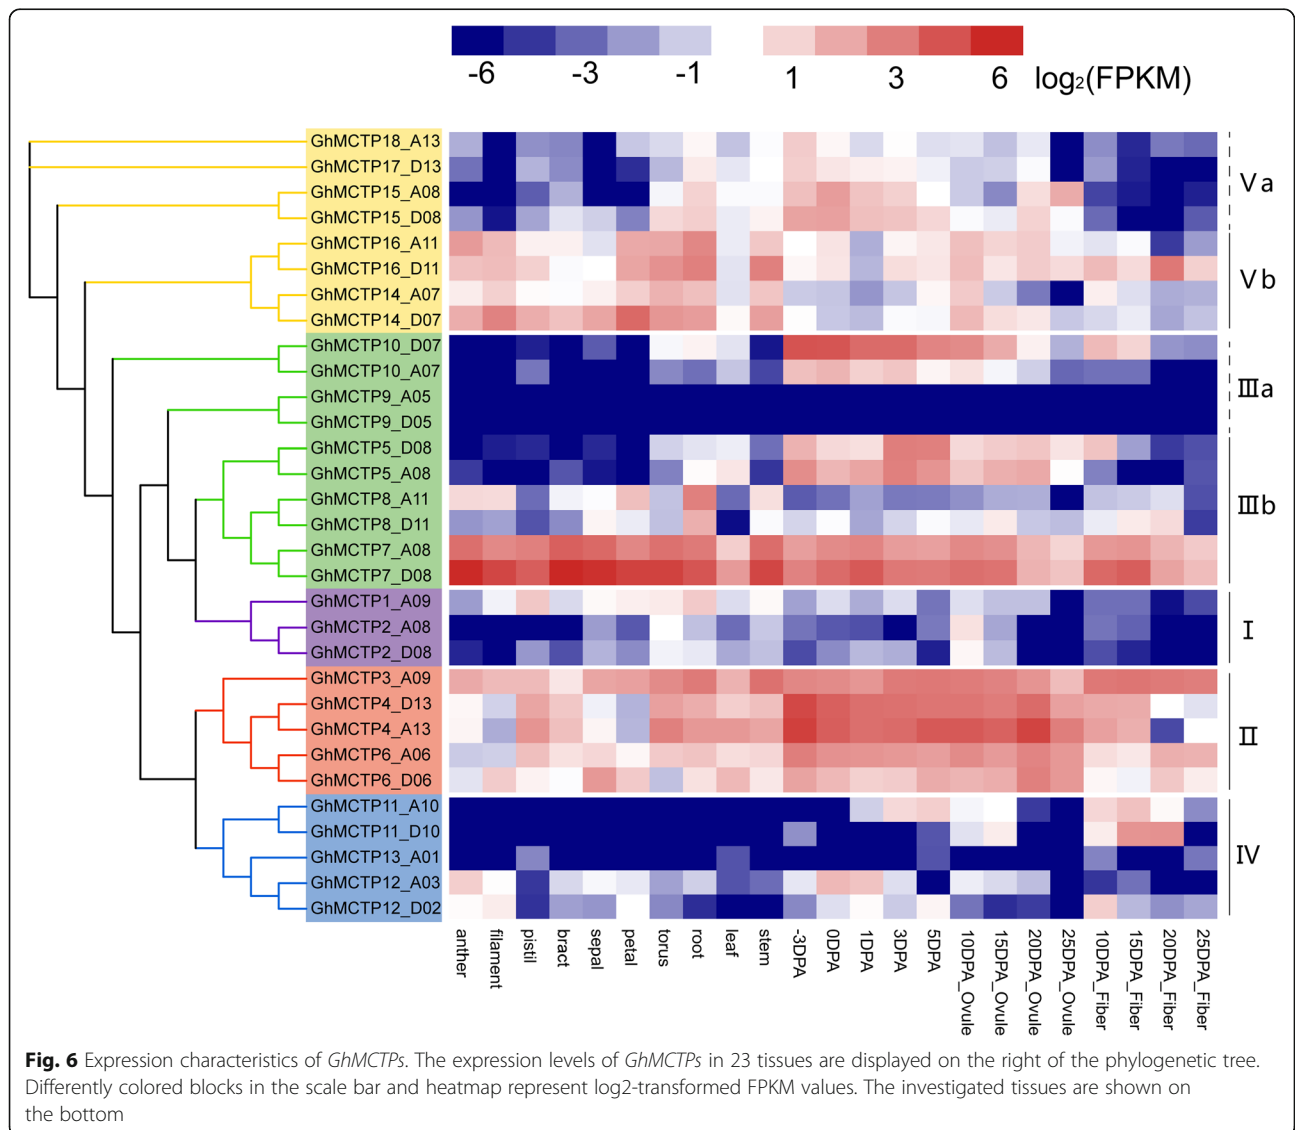 -6 -3 -1 1 3 6 log2(FPKM)
GhMCTP18_A13
GhMCTP17_D13
GhMCTP15_A08
GhMCTP15_D08
GhMCTP16_A11
GhMCTP16_D11
GhMCTP14_A07
GhMCTP14_D07
GhMCTP10_D07
GhMCTP10_A07
GhMCTP9_A05
GhMCTP9_D05
GhMCTP5_D08
GhMCTP5_A08
GhMCTP8_A11
GhMCTP8_D11
GhMCTP7_A08
GhMCTP7_D08
GhMCTP1_A09
GhMCTP2_A08
GhMCTP2_D08
GhMCTP3_A09
GhMCTP4_D13
GhMCTP4_A13
GhMCTP6_A06
GhMCTP6_D06
GhMCTP11_A10
GhMCTP11_D10
GhMCTP13_A01
GhMCTP12_A03
GhMCTP12_D02
Ⅴa
Ⅴb
Ⅲa
Ⅲb
Ⅰ
Ⅱ
Ⅳ
anther
filament
pistil
bract
sepal
petal
torus
root
leaf
stem
-3DPA
0DPA
1DPA
3DPA
5DPA
10DPA_Ovule
15DPA_Ovule
20DPA_Ovule
25DPA_Ovule
10DPA_Fiber
15DPA_Fiber
20DPA_Fiber
25DPA_Fiber
Fig. 6 Expression characteristics of GhMCTPs. The expression levels of GhMCTPs in 23 tissues are displayed on the right of the phylogenetic tree.
Differently colored blocks in the scale bar and heatmap represent log2-transformed FPKM values. The investigated tissues are shown on
the bottom